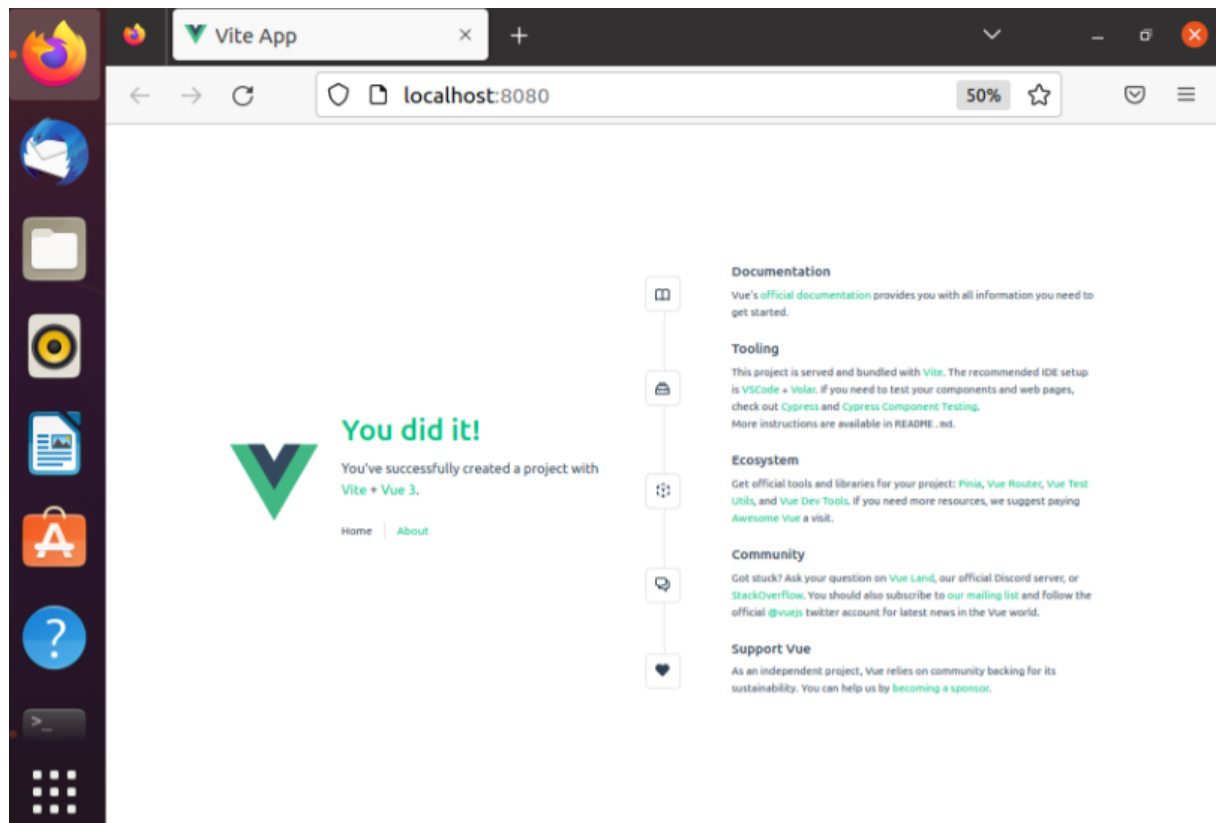 Vite App
localhost:8080
50%
You did it!
You've successfully created a project with
Vite + Vue 3.
Home
About
Documentation
Vue's official documentation provides you with all information you need to
get started.
Tooling
This project is served and bundled with Vite. The recommended IDE setup
is VSCode + Volar. If you need to test your components and web pages,
check out Cypress and Cypress Component Testing.
More instructions are available in README.md.
Ecosystem
Get official tools and libraries for your project: Pinia, Vue Router, Vue Test
Utils, and Vue Dev Tools. If you need more resources, we suggest paying
Awesome Vue a visit.
Community
Got stuck? Ask your question on Vue Land, our official Discord server, or
StackOverflow. You should also subscribe to our mailing list and follow the
official @vuejs twitter account for latest news in the Vue world.
Support Vue
As an independent project, Vue relies on community backing for its
sustainability. You can help us by becoming a sponsor.